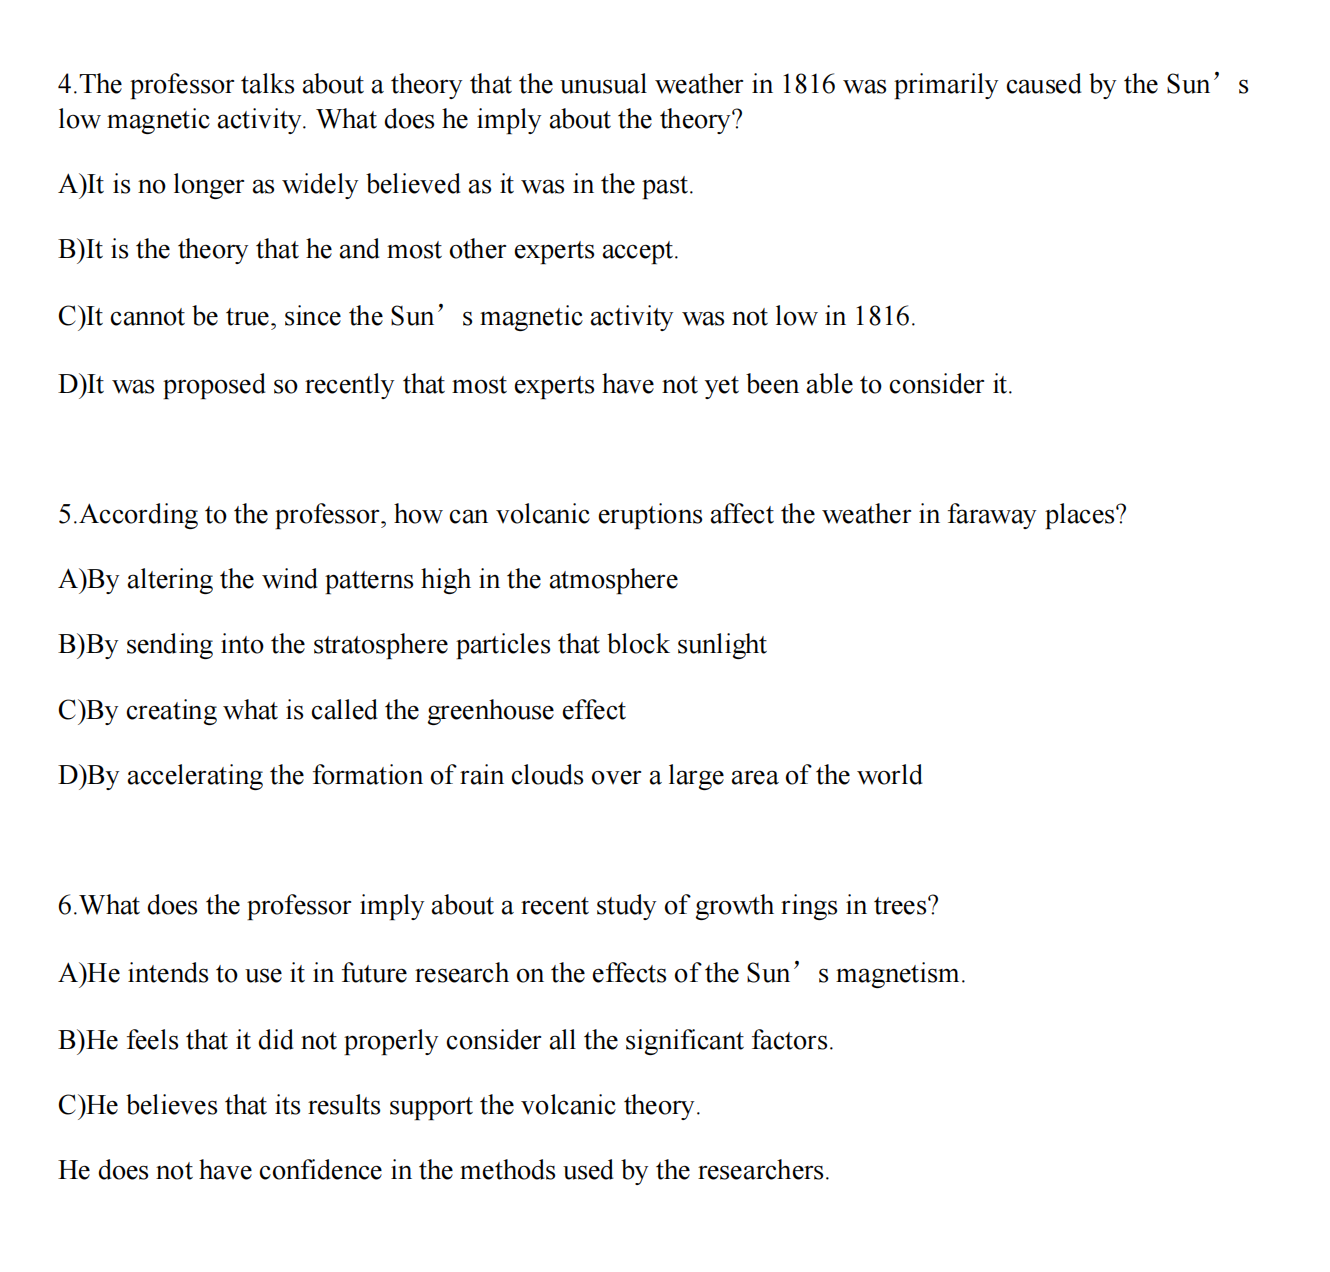 4.The professor talks about a theory that the unusual weather in 1816 was primarily caused by the Sun’s
low magnetic activity. What does he imply about the theory?
A)It is no longer as widely believed as it was in the past.
B)It is the theory that he and most other experts accept.
C)It cannot be true, since the Sun’s magnetic activity was not low in 1816.
D)It was proposed so recently that most experts have not yet been able to consider it.
5.According to the professor, how can volcanic eruptions affect the weather in faraway places?
A)By altering the wind patterns high in the atmosphere
B)By sending into the stratosphere particles that block sunlight
C)By creating what is called the greenhouse effect
D)By accelerating the formation of rain clouds over a large area of the world
6.What does the professor imply about a recent study of growth rings in trees?
A)He intends to use it in future research on the effects of the Sun’s magnetism.
B)He feels that it did not properly consider all the significant factors.
C)He believes that its results support the volcanic theory.
He does not have confidence in the methods used by the researchers.